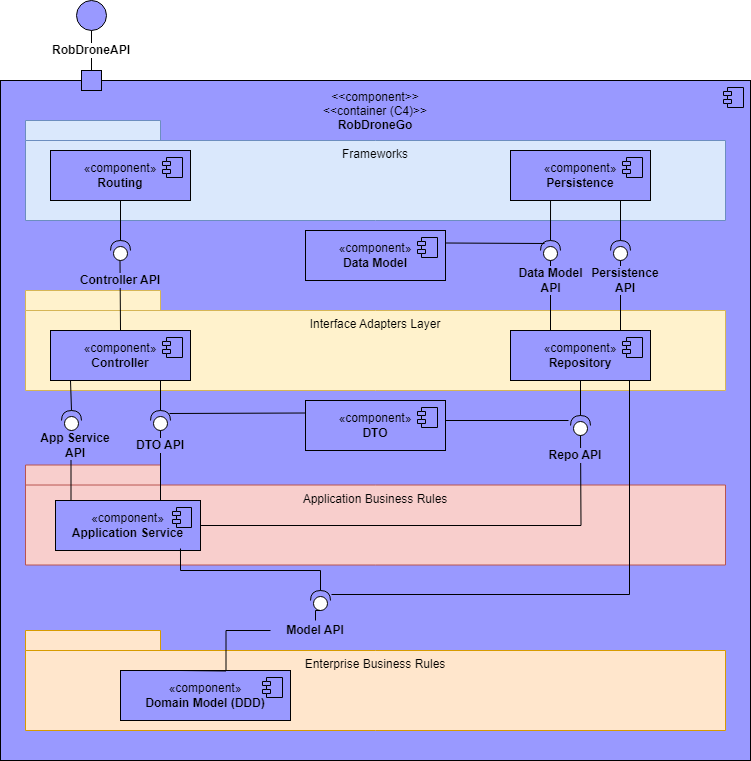 RobDroneAPI
<<component>>
<<container (C4)>>
RobDroneGo
Frameworks
«component»
Routing
«component»
Persistence
«component»
Data Model
Controller API
Data Model
API
Persistence
API
Interface Adapters Layer
«component»
Controller
«component»
Repository
App Service
API
DTO API
«component»
DTO
Repo API
Application Business Rules
«component»
Application Service
Model API
Enterprise Business Rules
«component»
Domain Model (DDD)